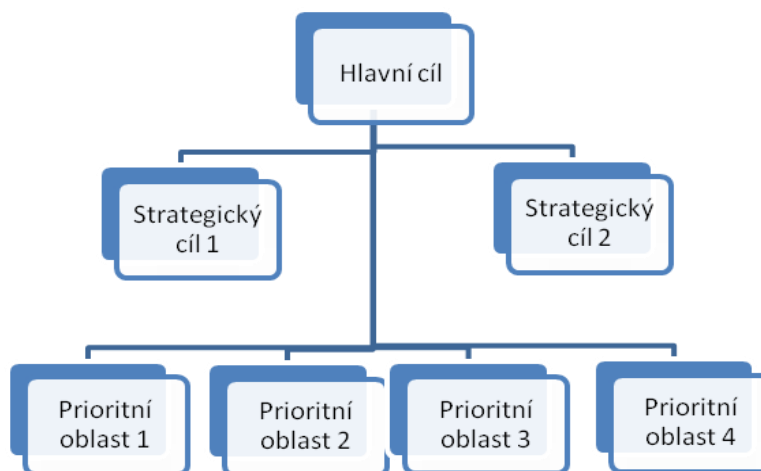 Hlavní cíl
Strategický
cíl 1
Strategický
cíl 2
Prioritní
oblast 1
Prioritní
oblast 2
Prioritní
oblast 3
Prioritní
oblast 4